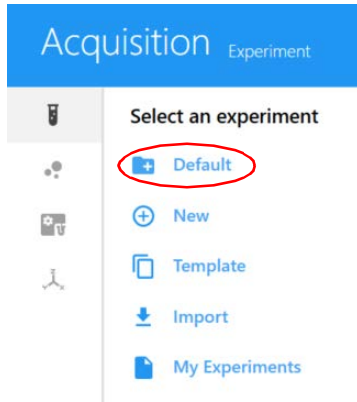 Acquisition Experiment
Select an experiment
Default
New
Template
Import
My Experiments